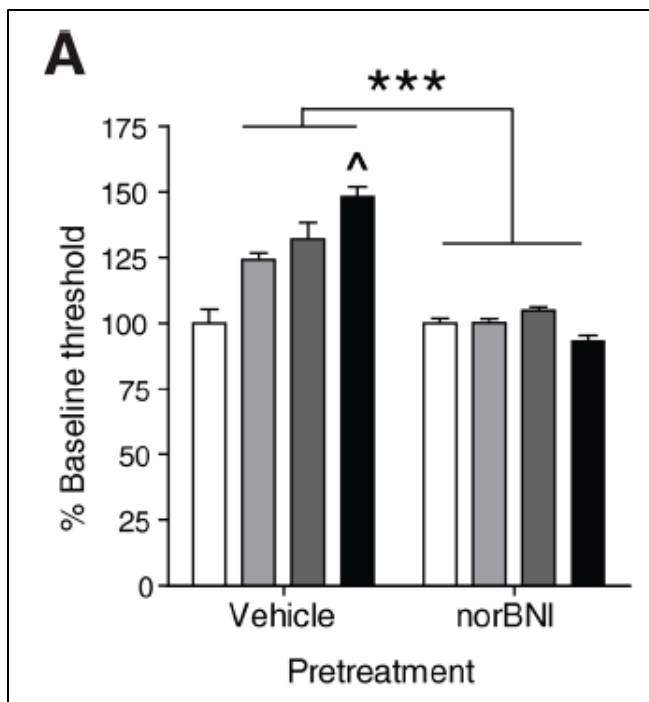 A
***
175
^
150
125
100
75
50
25
0
% Baseline threshold
Vehicle norBNI
Pretreatment